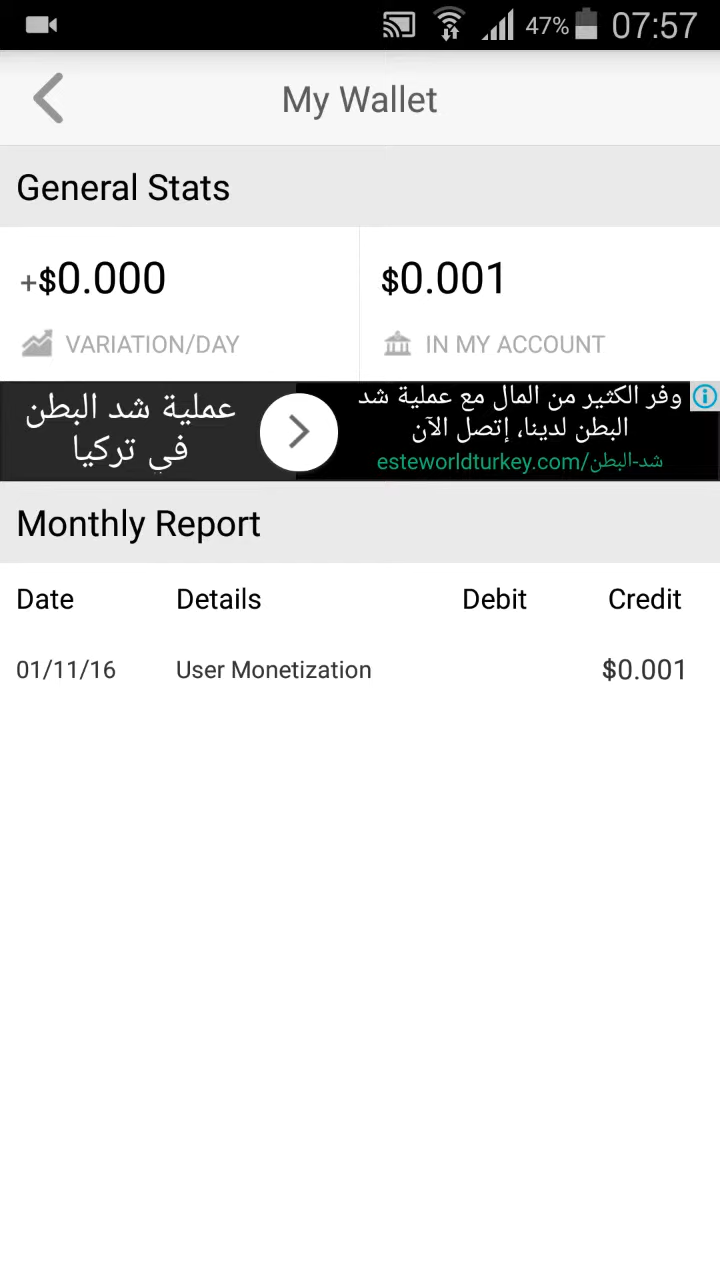 47% 07:57
My Wallet
General Stats
+$0.000
$0.001
VARIATION/DAY
IN MY ACCOUNT
عملية شد البطن
في تركيا
وفر الكثير من المال مع عملية شد
البطن لدينا، إتصل الآن
esteworldturkey.com/شد-البطن
Monthly Report
Date Details Debit Credit
01/11/16 User Monetization $0.001